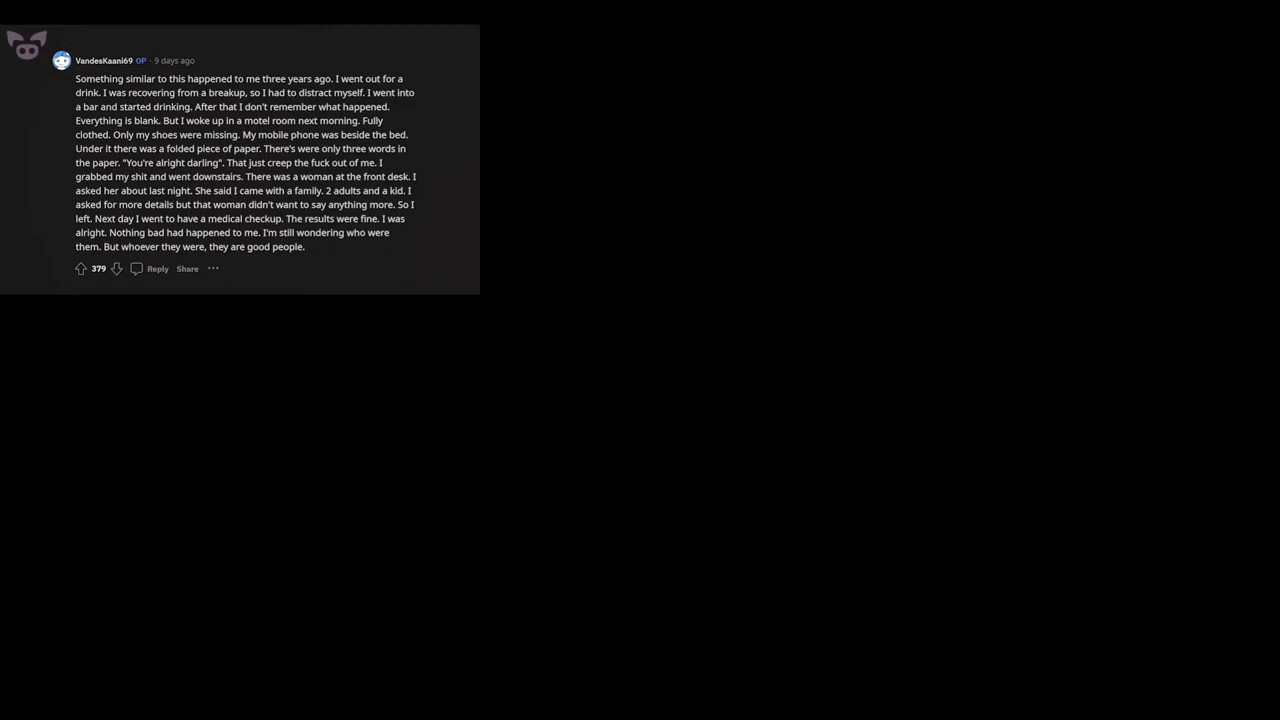 VandesKaani69 OP · 9 days ago
Something similar to this happened to me three years ago. I went out for a
drink. I was recovering from a breakup, so I had to distract myself. I went into
a bar and started drinking. After that I don't remember what happened.
Everything is blank. But I woke up in a motel room next morning. Fully
clothed. Only my shoes were missing. My mobile phone was beside the bed.
Under it there was a folded piece of paper. There's were only three words in
the paper. "You're alright darling". That just creep the fuck out of me. I
grabbed my shit and went downstairs. There was a woman at the front desk. I
asked her about last night. She said I came with a family. 2 adults and a kid. I
asked for more details but that woman didn't want to say anything more. So I
left. Next day I went to have a medical checkup. The results were fine. I was
alright. Nothing bad had happened to me. I'm still wondering who were
them. But whoever they were, they are good people.
379 Reply Share ···